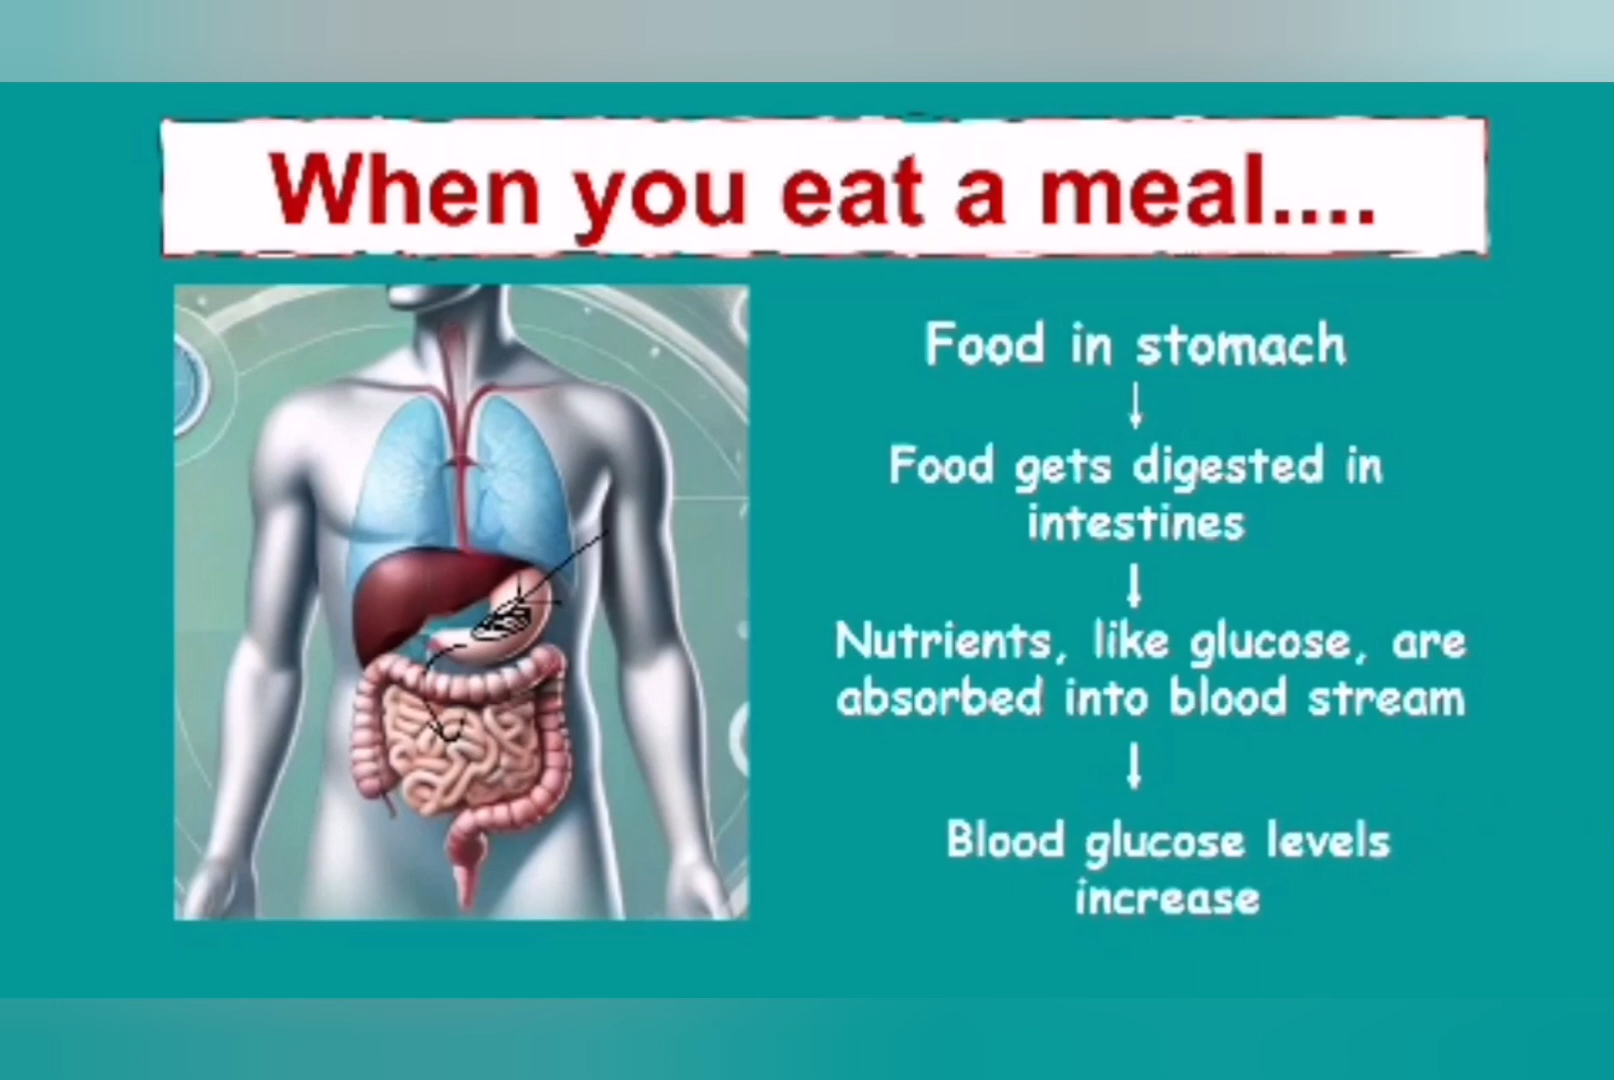 When you eat a meal....
Food in stomach
Food gets digested in
intestines
Nutrients, like glucose, are
absorbed into blood stream
Blood glucose levels
increase